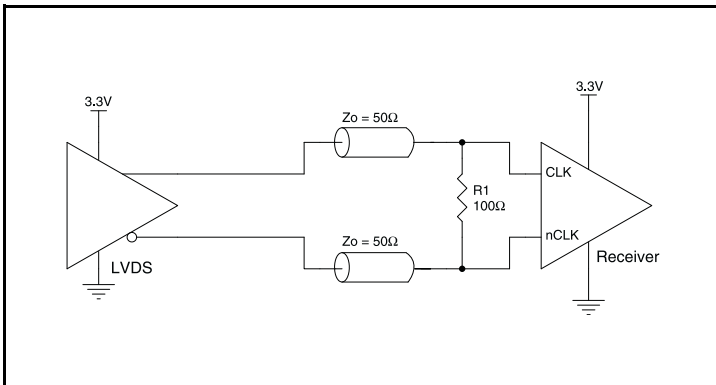 3.3V
3.3V
Zo = 50Ω
CLK
R1
100Ω
nCLK
Zo = 50Ω
Receiver
LVDS